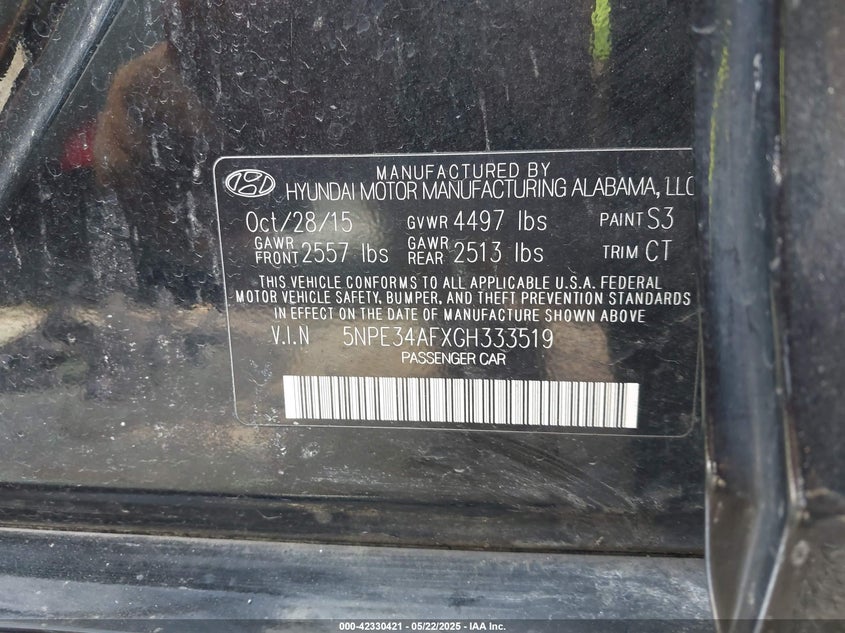 MANUFACTURED BY
HYUNDAI MOTOR MANUFACTURING ALABAMA, LLC
Oct/28/15 GVWR 4497 lbs PAINT S3
GAWR FRONT 2557 lbs GAWR REAR 2513 lbs TRIM CT
THIS VEHICLE CONFORMS TO ALL APPLICABLE U.S.A. FEDERAL
MOTOR VEHICLE SAFETY, BUMPER, AND THEFT PREVENTION STANDARDS
IN EFFECT ON THE DATE OF MANUFACTURE SHOWN ABOVE
V.I.N 5NPE34AFXGH333519
PASSENGER CAR
000-42330421 - 05/22/2025 - IAA Inc.